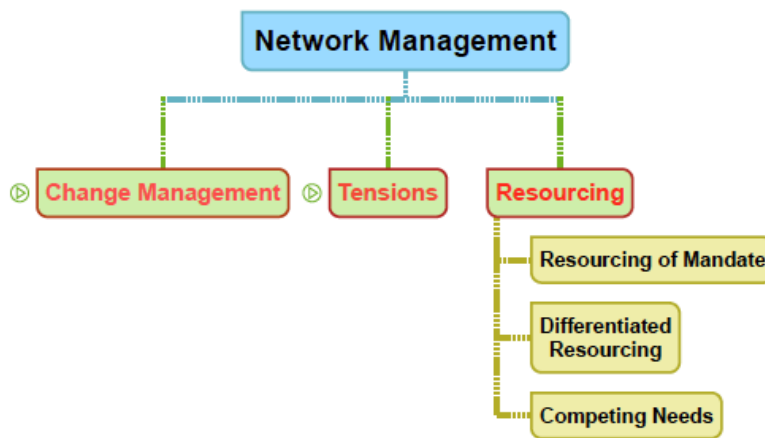 Network Management
Change Management
Tensions
Resourcing
Resourcing of Mandate
Differentiated
Resourcing
Competing Needs